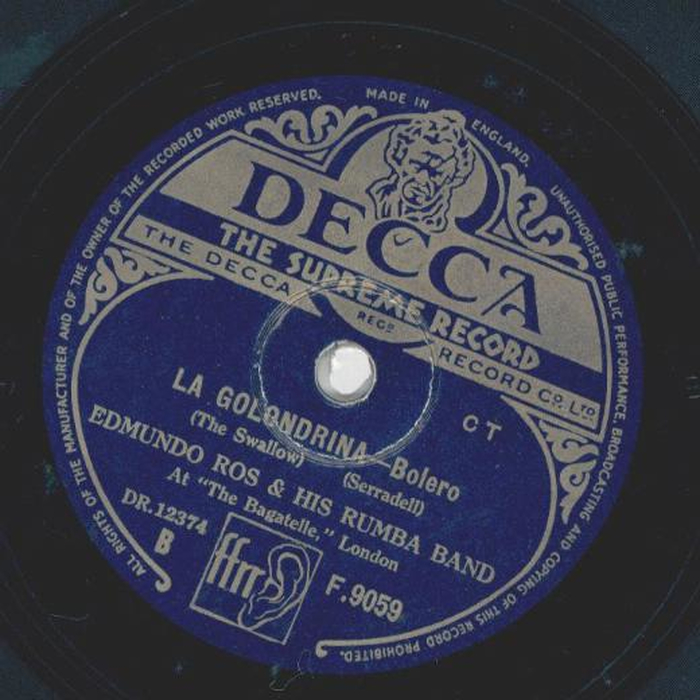 ALL RIGHTS OF THE MANUFACTURER AND OF THE OWNER OF THE RECORDED WORK RESERVED. MADE IN ENGLAND. UNAUTHORISED PUBLIC PERFORMANCE, BROADCASTING AND COPYING OF THIS RECORD PROHIBITED.
DECCA
THE SUPREME RECORD
THE DECCA RECORD CO. LTD
REGD
CT
LA GOLONDRINA—Bolero
(The Swallow) (Serradell)
EDMUNDO ROS & HIS RUMBA BAND
At "The Bagatelle," London
DR.12374
B
ffrr
F.9059